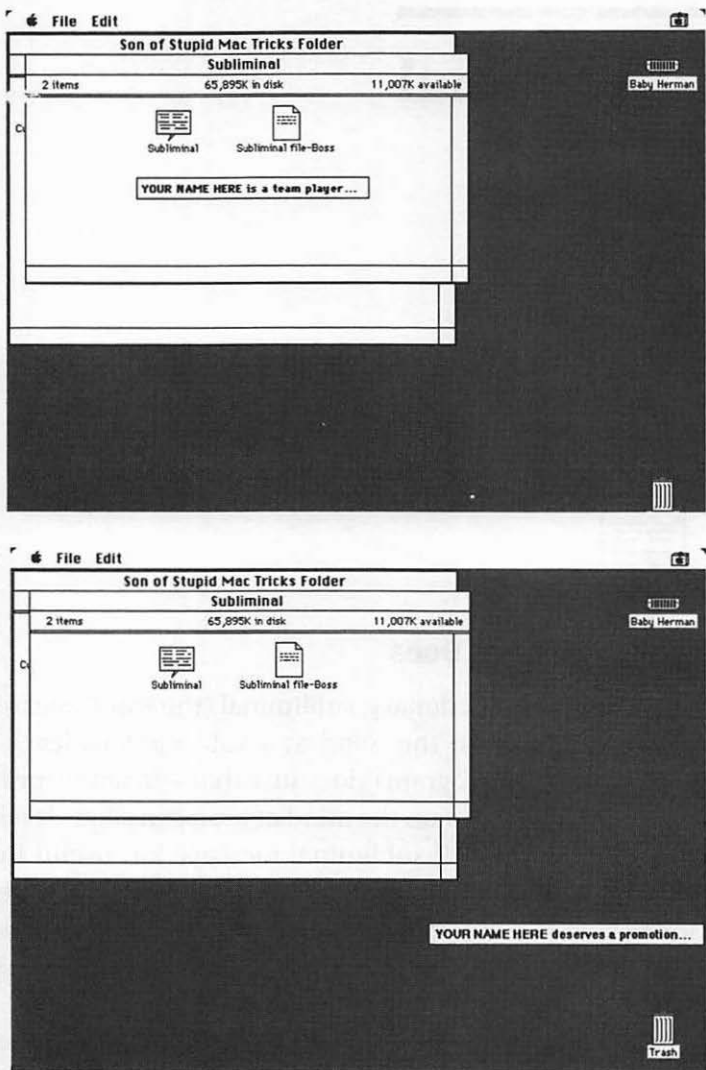 File Edit
Son of Stupid Mac Tricks Folder
Subliminal
2 items 65,895K in disk 11,007K available
Baby Herman
Subliminal Subliminal file-Boss
YOUR NAME HERE is a team player...
File Edit
Son of Stupid Mac Tricks Folder
Subliminal
2 items 65,895K in disk 11,007K available
Baby Herman
Subliminal Subliminal file-Boss
YOUR NAME HERE deserves a promotion...
Trash